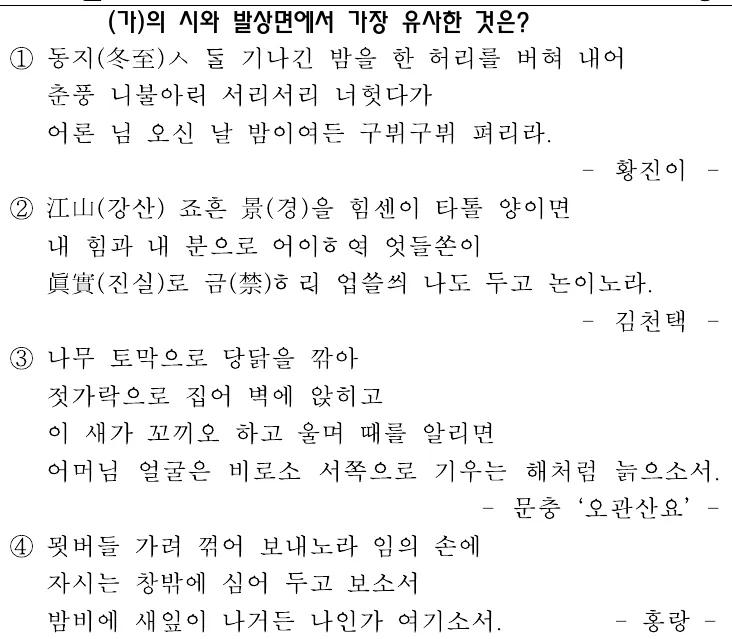 (가)의 시와 발상면에서 가장 유사한 것은?
① 동지(冬至)ㅅ ᄃᆞᆯ 기나긴 밤을 한 허리를 버혀 내어
춘풍 니불아ᄅᆡ 서리서리 너헛다가
어론 님 오신 날 밤이여든 구뷔구뷔 펴리라.
- 황진이 -
② 江山(강산) 죠흔 景(경)을 힘센이 타톨 양이면
내 힘과 내 분으로 어이ᄒᆞ여 엇들쏜이
眞實(진실)로 금(禁)ᄒᆞ리 업쓸씌 나도 두고 논이노라.
- 김천택 -
③ 나무 토막으로 당닭을 깎아
젓가락으로 집어 벽에 앉히고
이 새가 꼬끼오 하고 울며 때를 알리면
어머님 얼굴은 비로소 서쪽으로 기우는 해처럼 늙으소서.
- 문충 ‘오관산요’ -
④ 묏버들 가려 꺾어 보내노라 임의 손에
자시는 창밖에 심어 두고 보소서
밤비에 새잎이 나거든 나인가 여기소서. - 홍랑 -